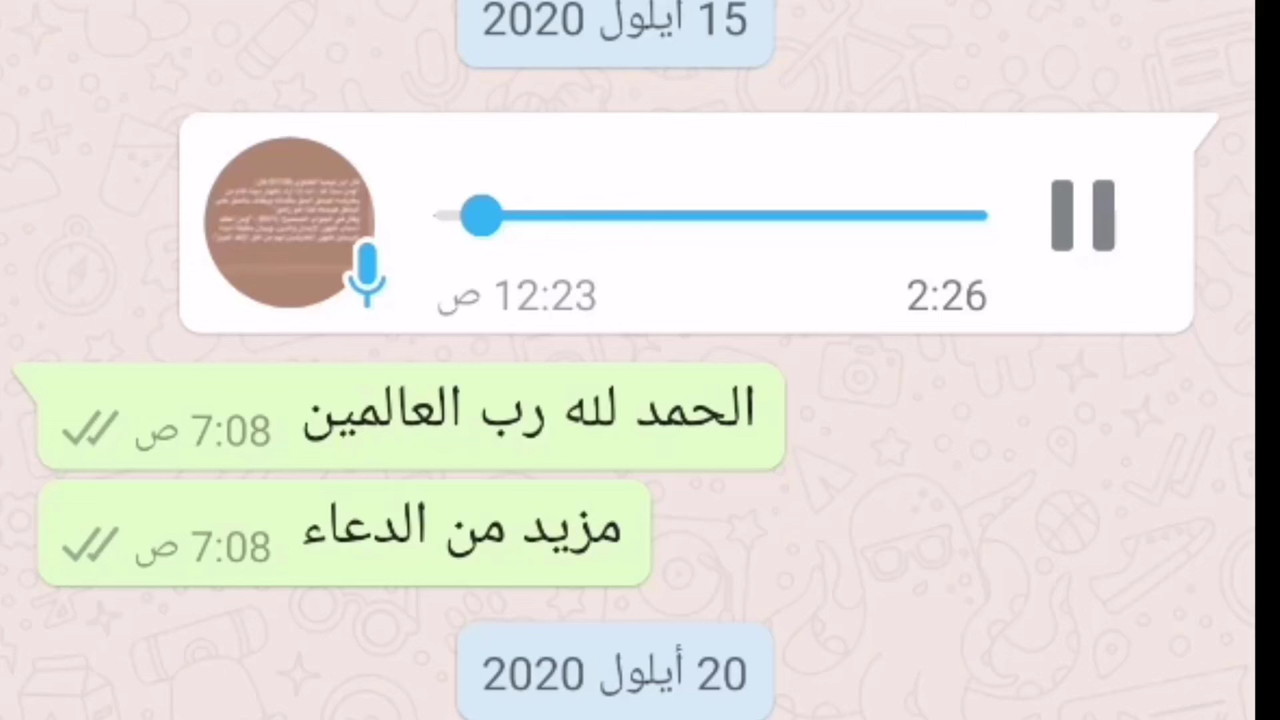 15 أيلول 2020
2:26
12:23 ص
الحمد لله رب العالمين
7:08 ص
مزيد من الدعاء
7:08 ص
20 أيلول 2020